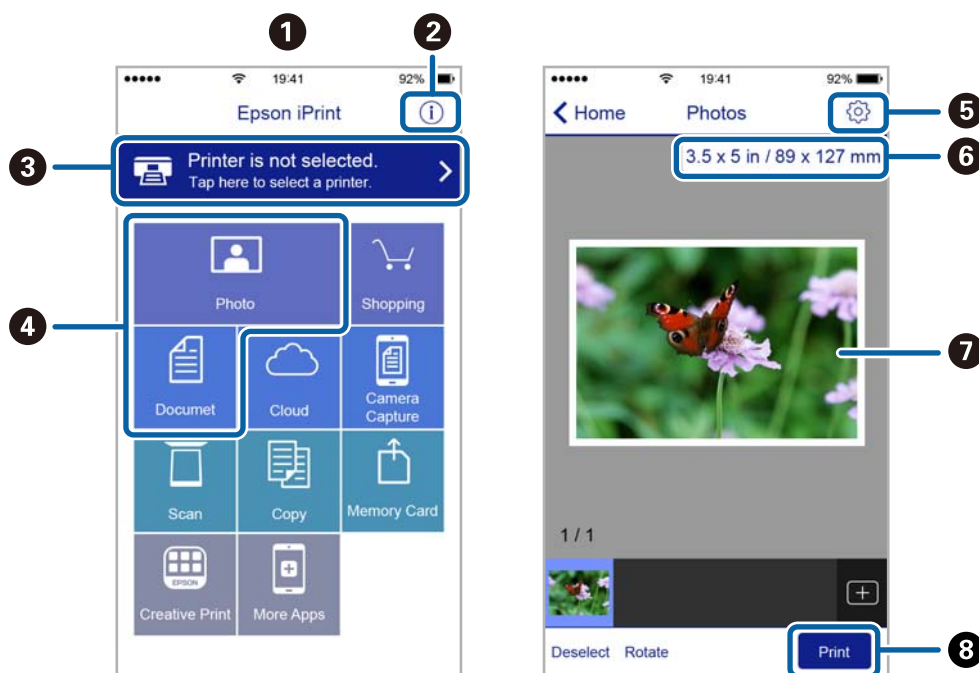 1
2
19:41
92%
Epson iPrint
i
3
Printer is not selected.
Tap here to select a printer.
4
Photo
Shopping
Documet
Cloud
Camera
Capture
Scan
Copy
Memory Card
EPSON
Creative Print
More Apps
19:41
92%
Home
Photos
5
3.5 x 5 in / 89 x 127 mm
6
7
1 / 1
Deselect
Rotate
Print
8